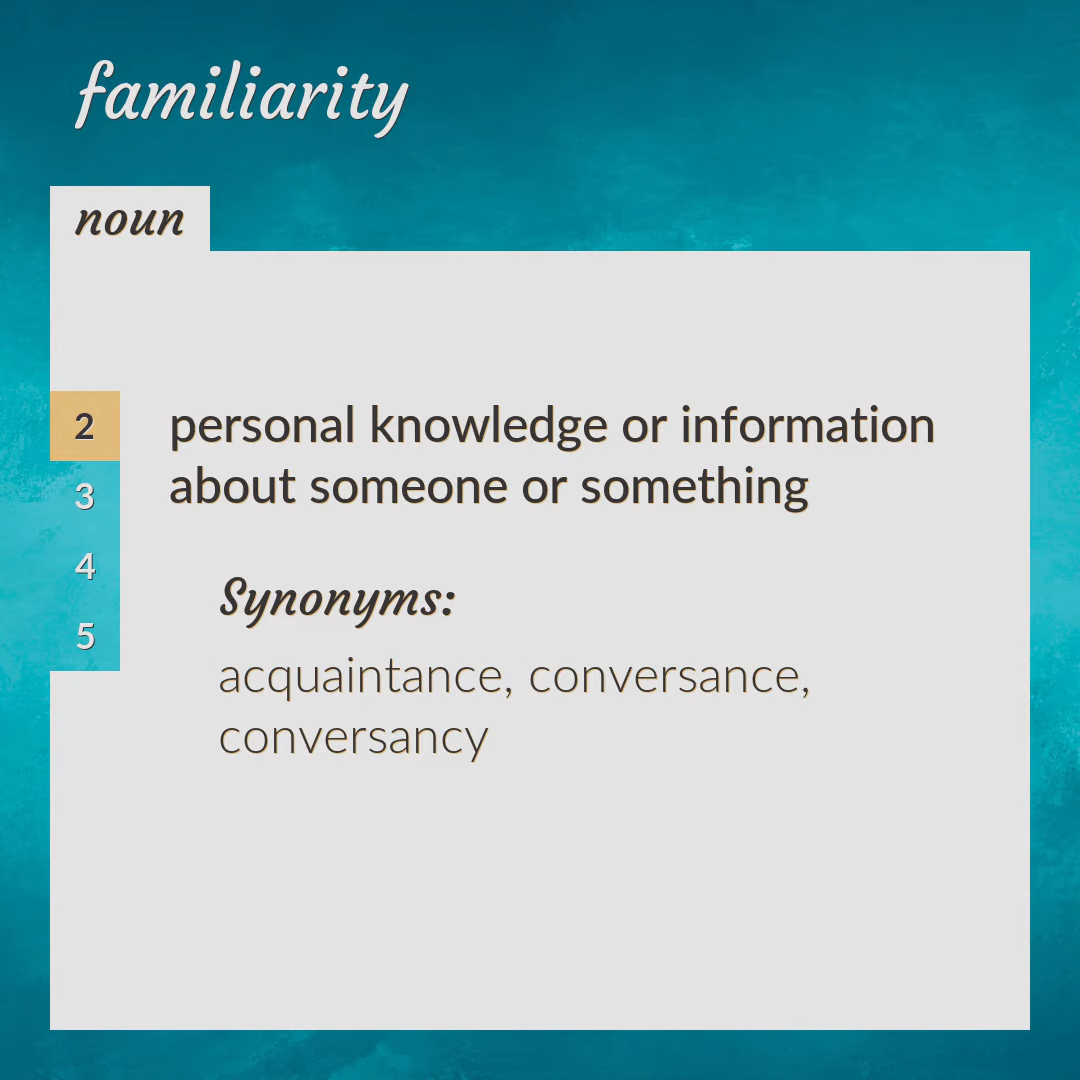 familiarity
noun
2
personal knowledge or information
about someone or something
3
4
5
Synonyms:
acquaintance, conversance,
conversancy